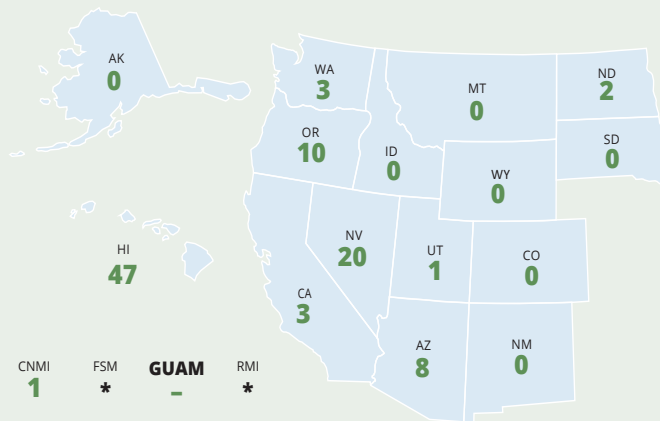 AK
0
WA
3
MT
0
ND
2
OR
10
ID
0
SD
0
WY
0
HI
47
NV
20
UT
1
CO
0
CA
3
AZ
8
NM
0
CNMI
1
FSM
*
GUAM
–
RMI
*